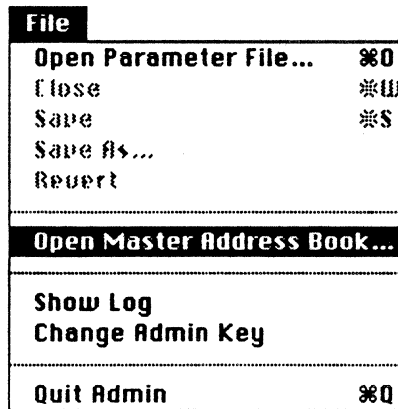 File
Open Parameter File... ⌘O
Close ⌘W
Save ⌘S
Save As...
Revert
Open Master Address Book...
Show Log
Change Admin Key
Quit Admin ⌘Q